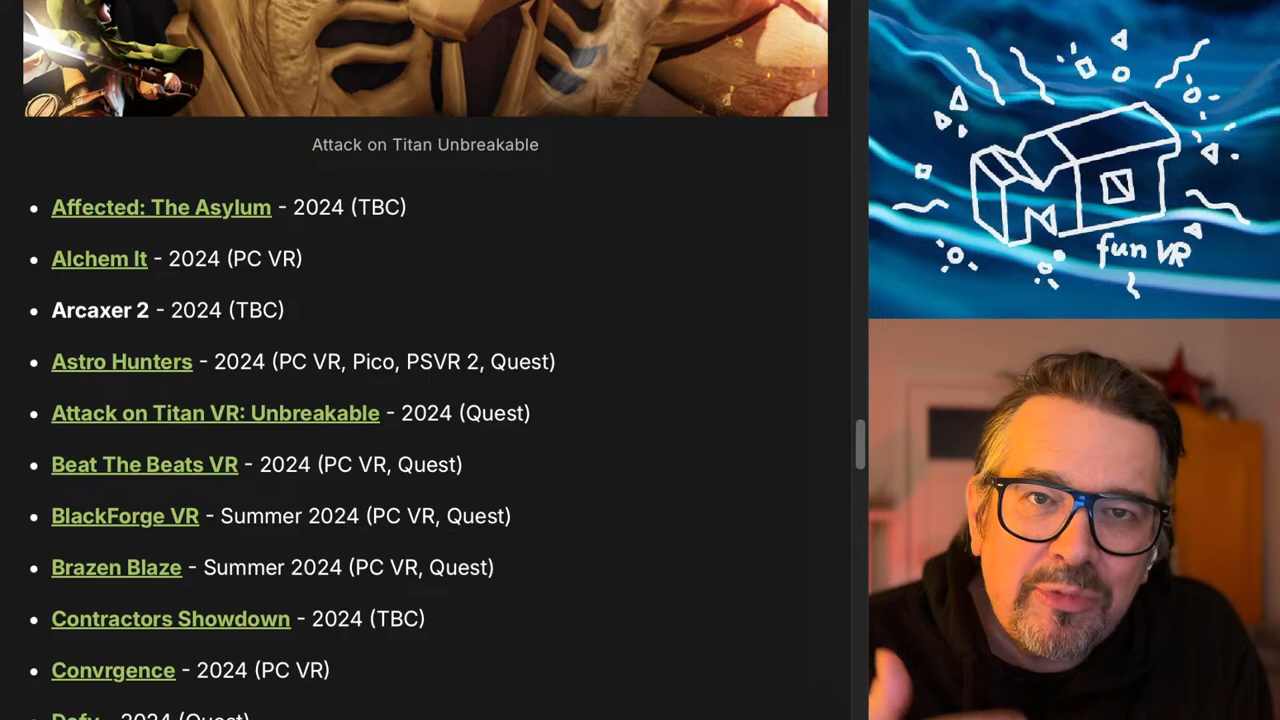 Attack on Titan Unbreakable
Affected: The Asylum - 2024 (TBC)
Alchem It - 2024 (PC VR)
Arcaxer 2 - 2024 (TBC)
Astro Hunters - 2024 (PC VR, Pico, PSVR 2, Quest)
Attack on Titan VR: Unbreakable - 2024 (Quest)
Beat The Beats VR - 2024 (PC VR, Quest)
BlackForge VR - Summer 2024 (PC VR, Quest)
Brazen Blaze - Summer 2024 (PC VR, Quest)
Contractors Showdown - 2024 (TBC)
Convrgence - 2024 (PC VR)
Defy - 2024 (Quest)
fun VR